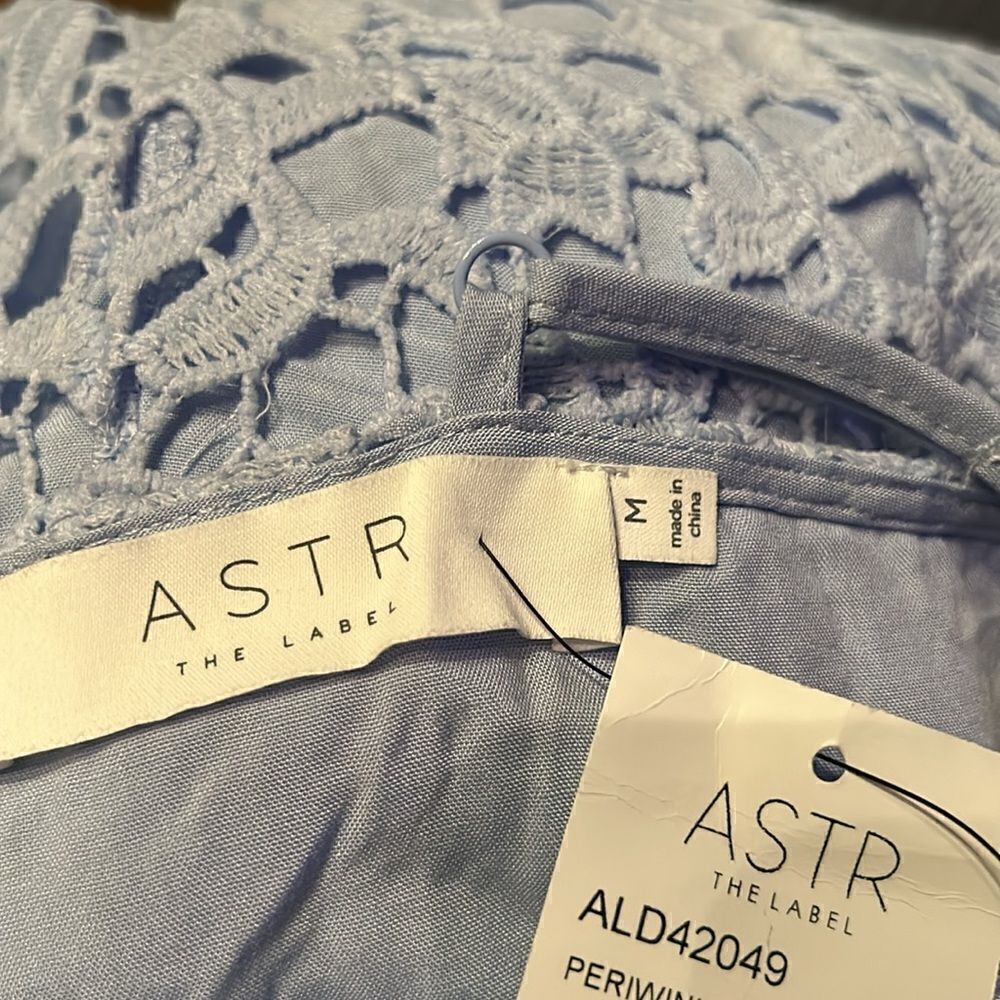 ASTR
THE LABEL
M
made in
china
ASTR
THE LABEL
ALD42049